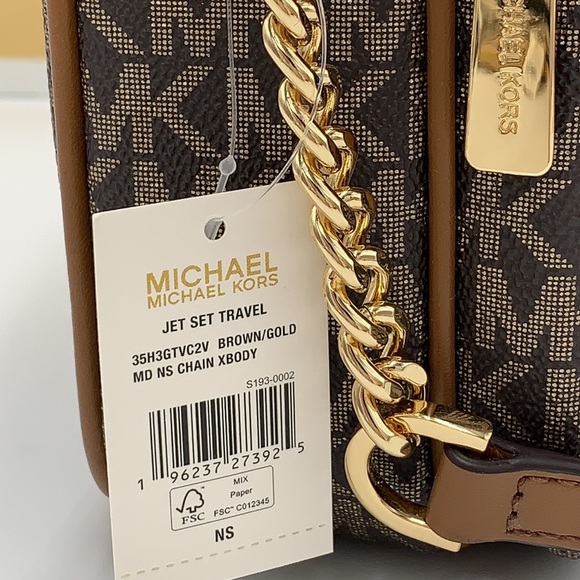 MICHAEL KORS
MICHAEL
MICHAEL KORS
JET SET TRAVEL
35H3GTVC2V BROWN/GOLD
MD NS CHAIN XBODY
S193-0002
1 96237 27392 5
FSC
MIX
Paper
FSC™ C012345
NS